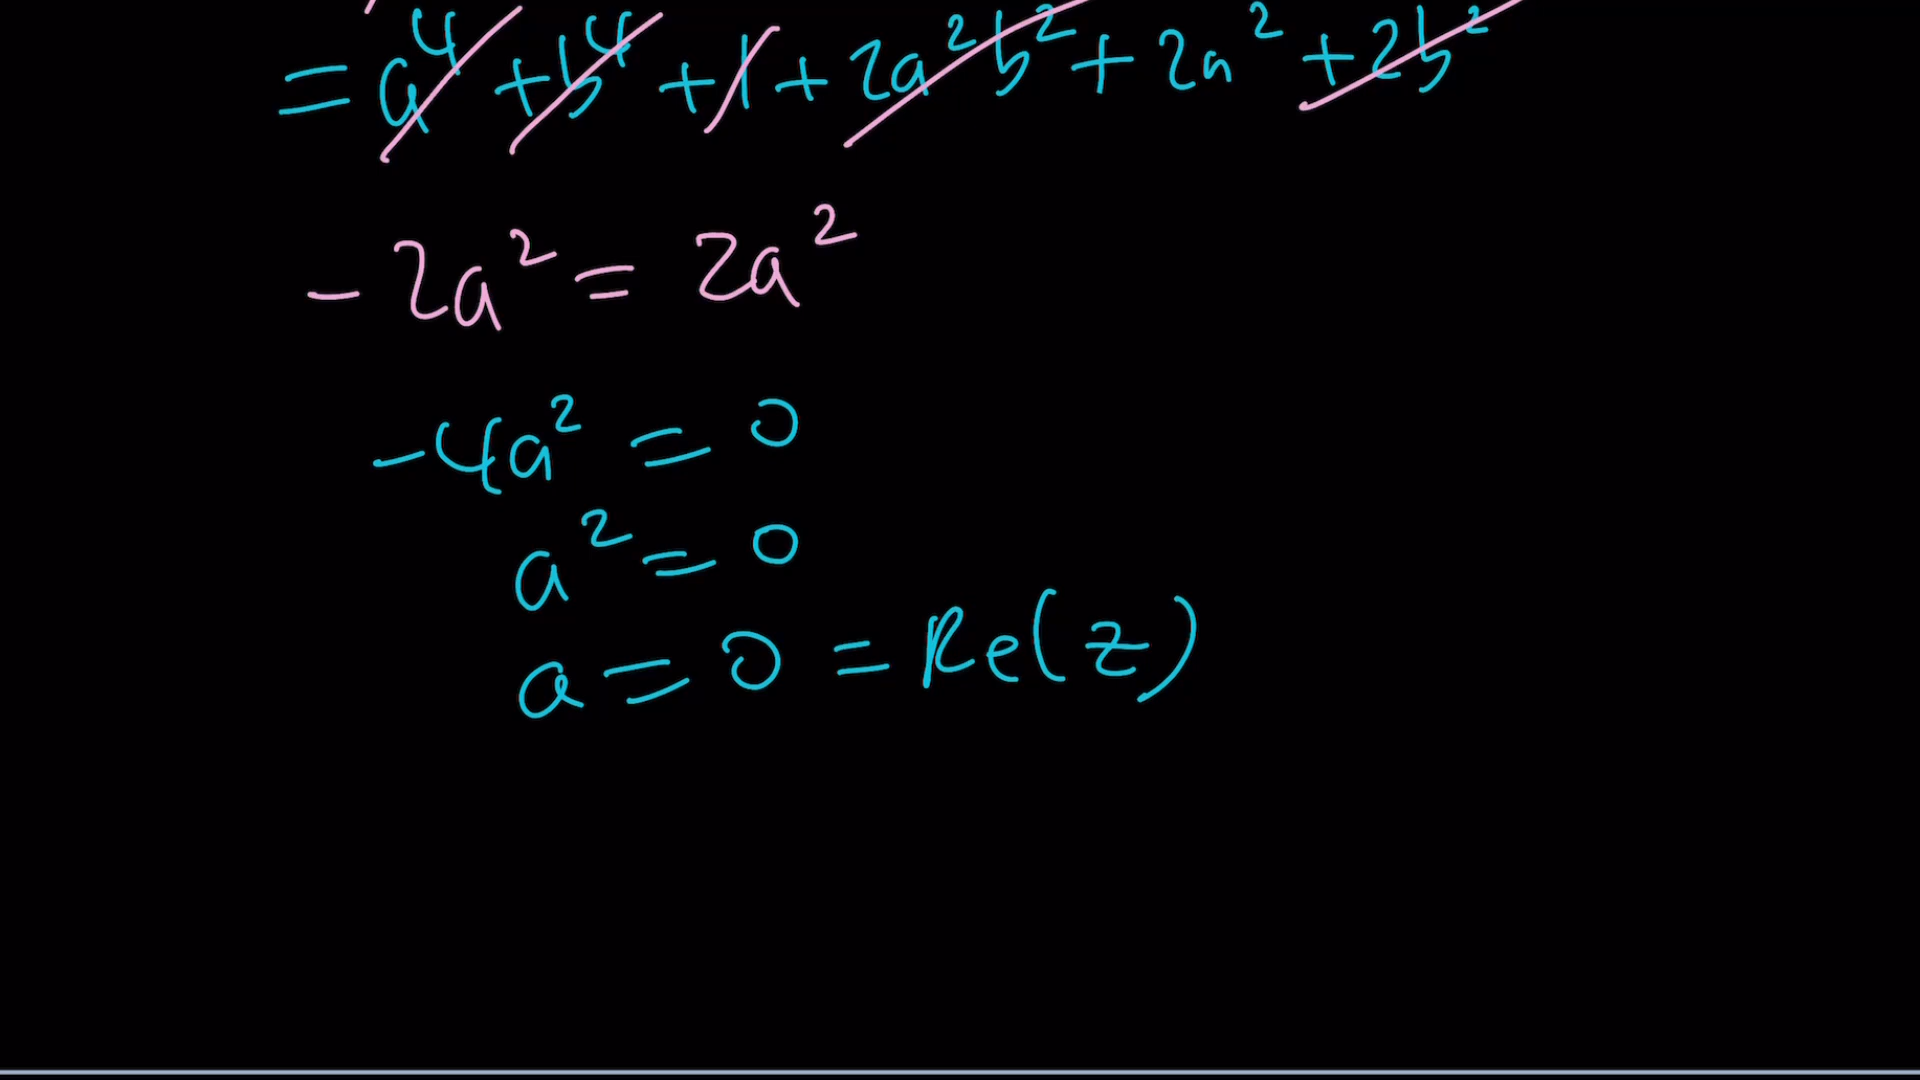 = a⁴ + b⁴ + 1 + 2a²b² + 2a² + 2b²
- 2a² = 2a²
-4a² = 0
a² = 0
a = 0 = Re(z)